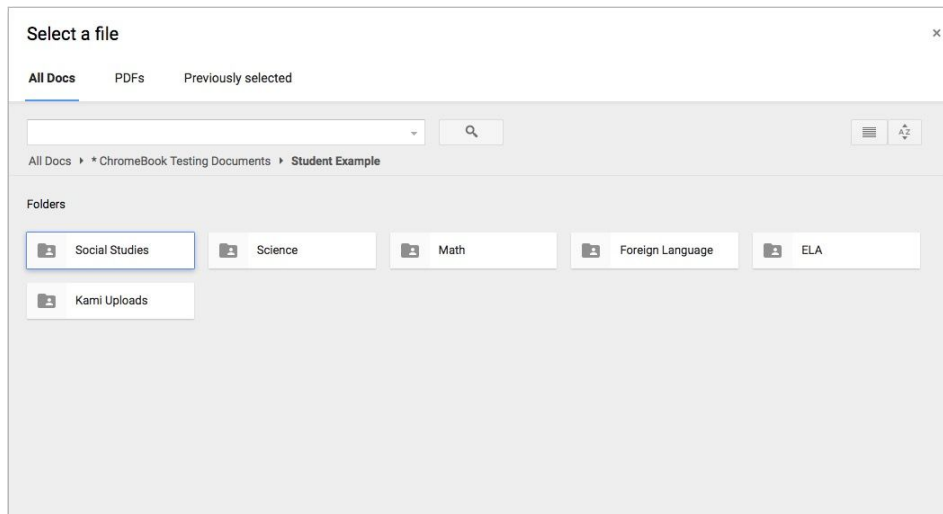 Select a file
×
All Docs PDFs Previously selected
All Docs ▸ * ChromeBook Testing Documents ▸ Student Example
A Z
Folders
Social Studies Science Math Foreign Language ELA
Kami Uploads